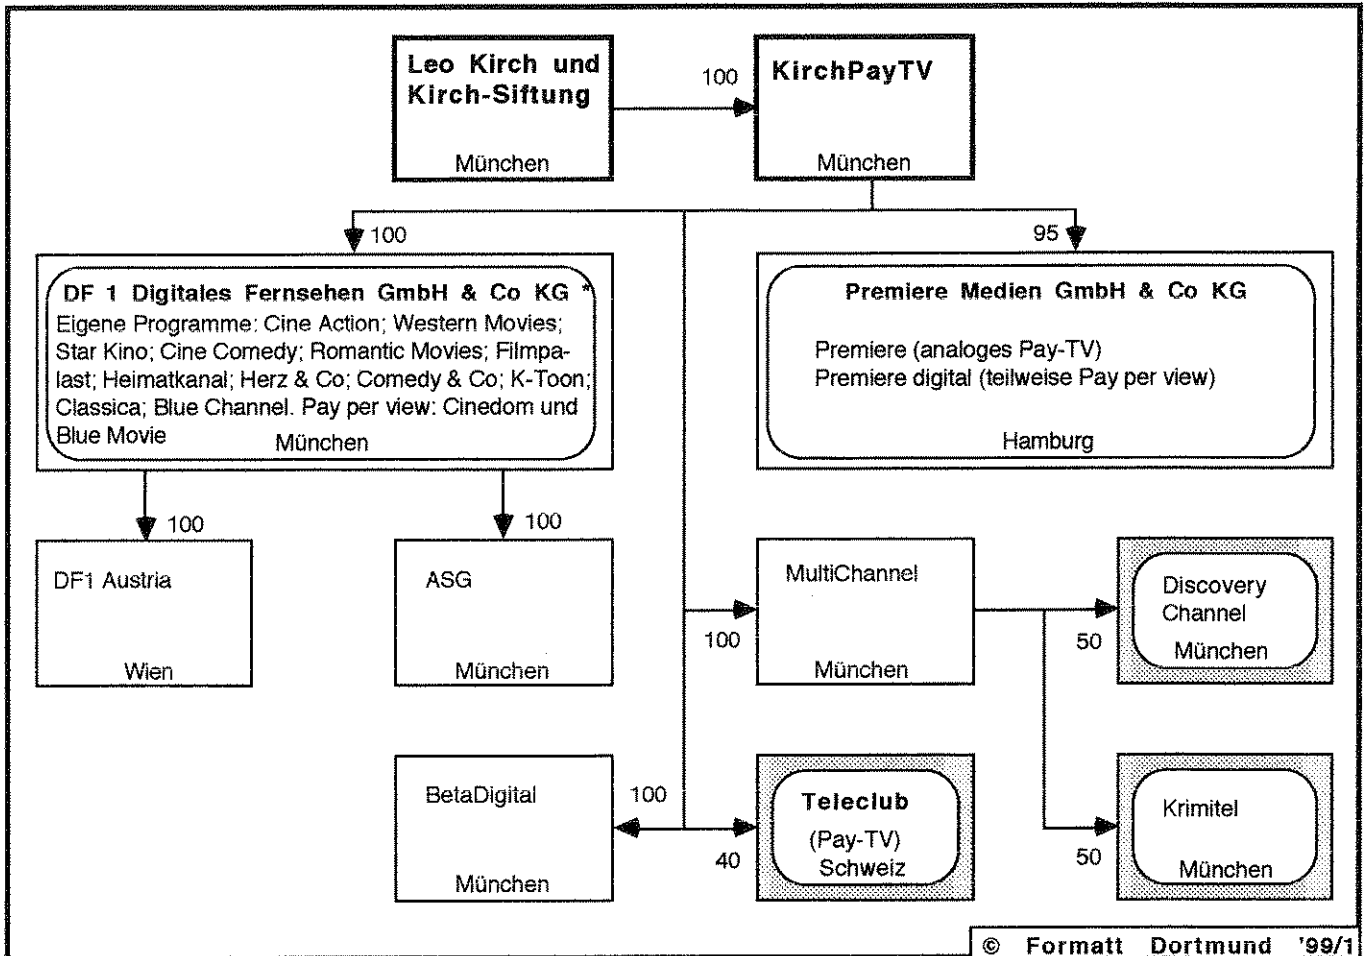 Leo Kirch und
Kirch-Siftung
München
100
KirchPayTV
München
100
95
DF 1 Digitales Fernsehen GmbH & Co KG *
Eigene Programme: Cine Action; Western Movies;
Star Kino; Cine Comedy; Romantic Movies; Filmpa-
last; Heimatkanal; Herz & Co; Comedy & Co; K-Toon;
Classica; Blue Channel. Pay per view: Cinedom und
Blue Movie
München
Premiere Medien GmbH & Co KG
Premiere (analoges Pay-TV)
Premiere digital (teilweise Pay per view)
Hamburg
100
100
DF1 Austria
Wien
ASG
München
100
MultiChannel
München
50
Discovery
Channel
München
BetaDigital
München
100
40
Teleclub
(Pay-TV)
Schweiz
50
Krimitel
München
© Formatt Dortmund '99/1